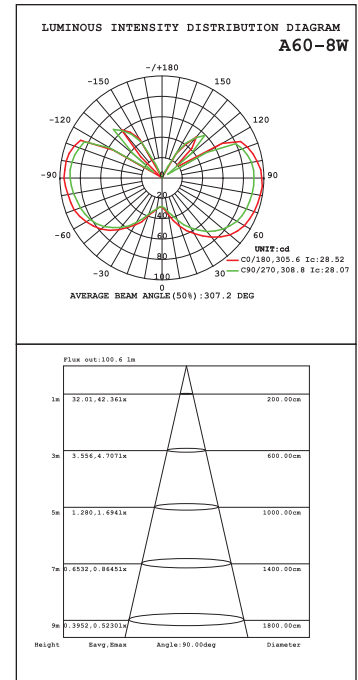 LUMINOUS INTENSITY DISTRIBUTION DIAGRAM
A60-8W
-/+180
-150 150
-120 120
-90 0 90
20
40
-60 60 60
UNIT:cd
80
C0/180,305.6 Ic:28.52
-30 100 30
C90/270,308.8 Ic:28.07
0
AVERAGE BEAM ANGLE(50%):307.2 DEG
Flux out:100.6 lm
1m 32.01,42.36lx 200.00cm
3m 3.556,4.707lx 600.00cm
5m 1.280,1.694lx 1000.00cm
7m 0.6532,0.8645lx 1400.00cm
9m 0.3952,0.5230lx 1800.00cm
Height Eavg,Emax Angle:90.00deg Diameter